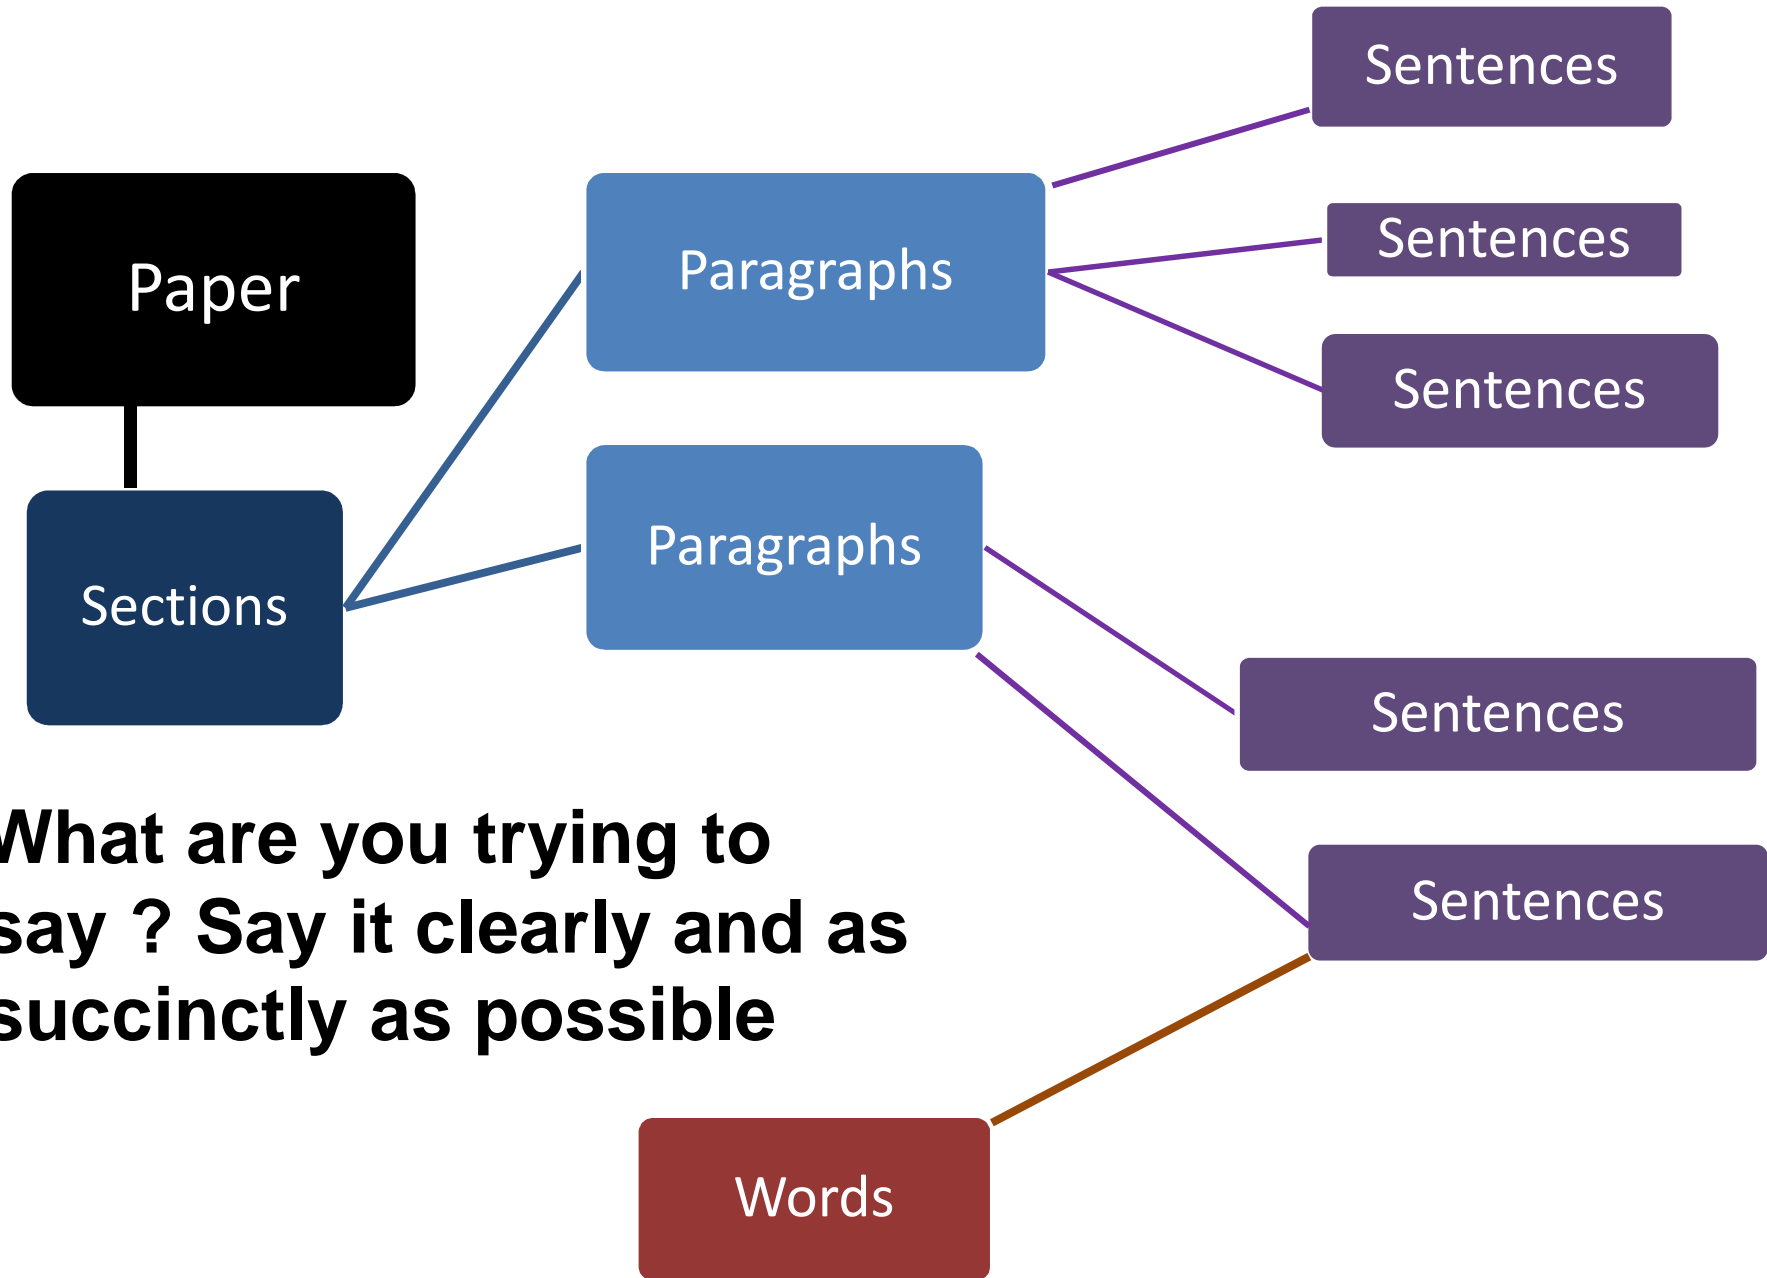 Sentences
Paper
Paragraphs
Sentences
Sentences
Sections
Paragraphs
Sentences
What are you trying to
say ? Say it clearly and as
succinctly as possible
Sentences
Words